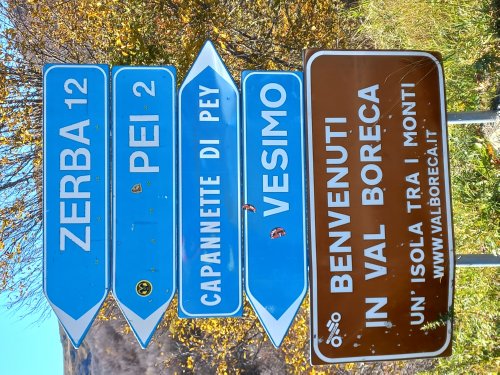 ZERBA 12
PEI 2
CAPANNETTE DI PEY
VESIMO
BENVENUTI
IN VAL BORECA
UN'ISOLA TRA I MONTI
WWW.VALBORECA.IT